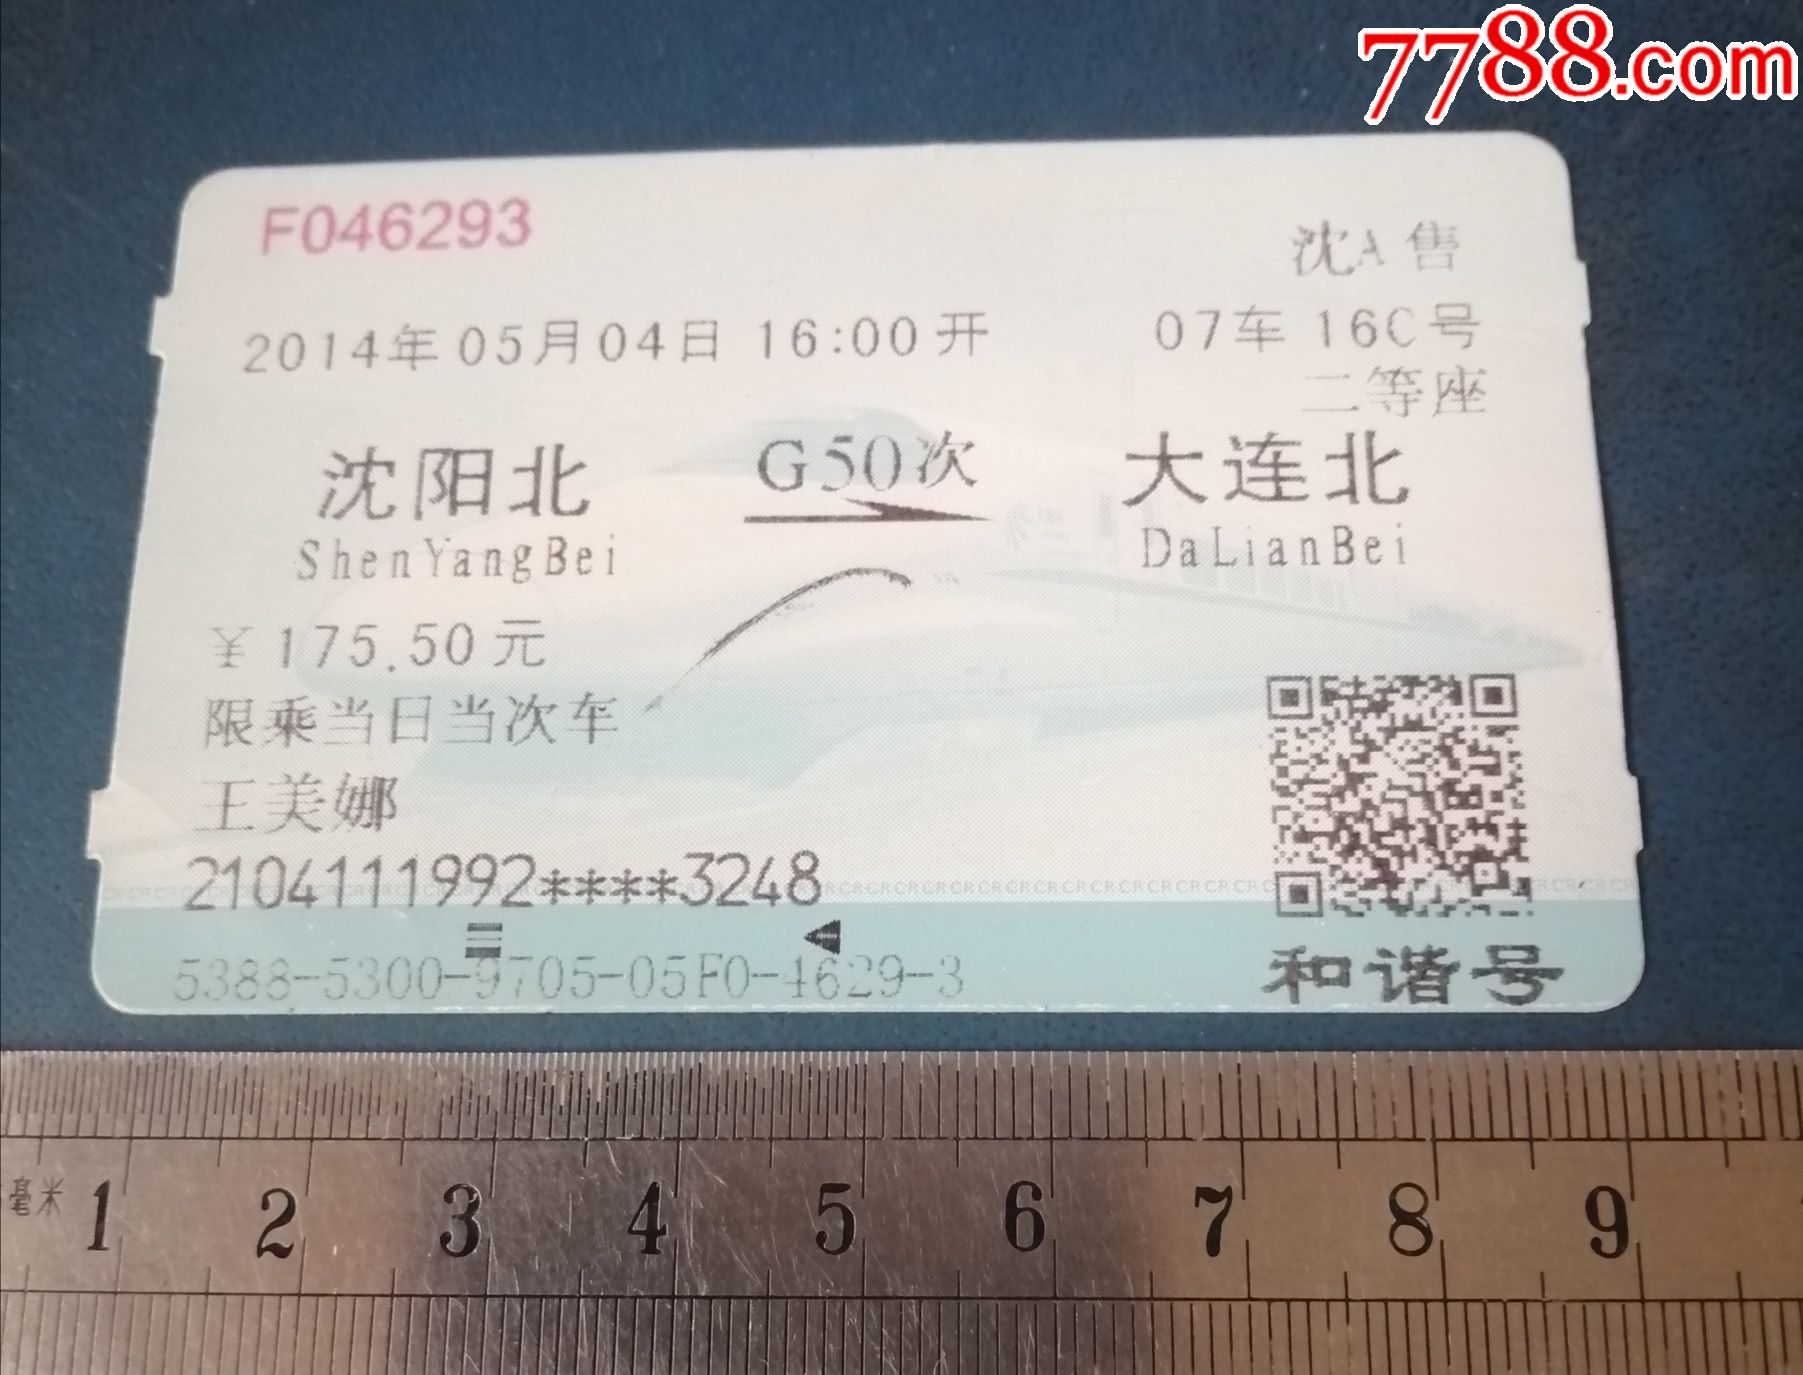 7788.com
F046293
沈A 售
2014年05月04日 16:00开
07车 16C号
二等座
沈阳北
G50次
大连北
ShenYangBei
DaLianBei
¥175.50元
限乘当日当次车
王美娜
2104111992****3248
5388-5300-9705-05F0-4629-3
和谐号
毫米 1 2 3 4 5 6 7 8 9